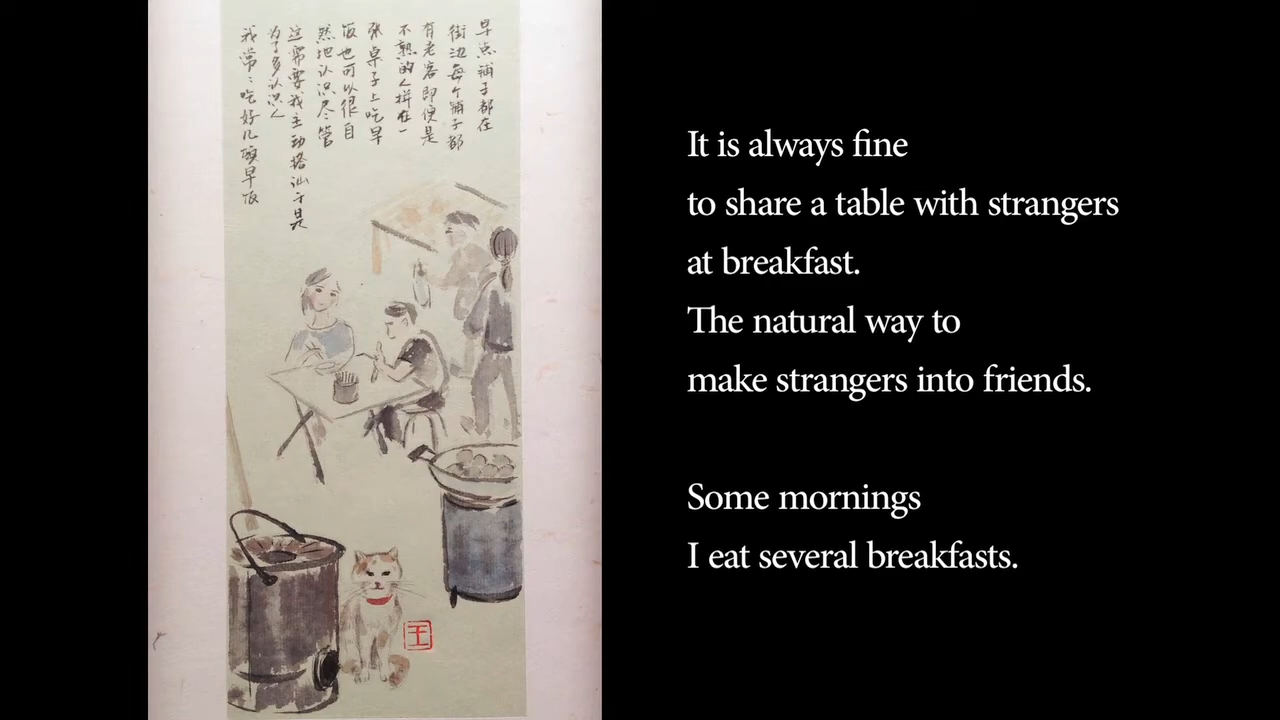 早点铺子都在
街边每个铺子都
有老客即便是
不熟的人拼在一
张桌子上吃早
饭也可以很自
然地认识尽管
这需要我主动搭讪于是
为了多认识人
我常：吃好几顿早饭
王
It is always fine
to share a table with strangers
at breakfast.
The natural way to
make strangers into friends.
Some mornings
I eat several breakfasts.